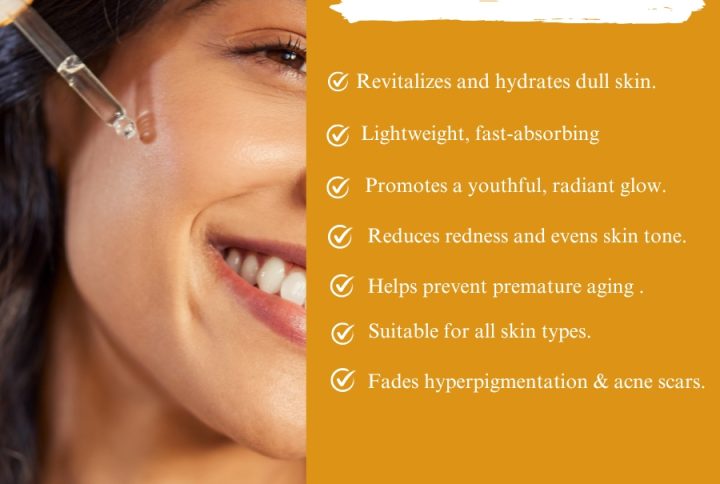 Revitalizes and hydrates dull skin.
Lightweight, fast-absorbing
Promotes a youthful, radiant glow.
Reduces redness and evens skin tone.
Helps prevent premature aging .
Suitable for all skin types.
Fades hyperpigmentation & acne scars.